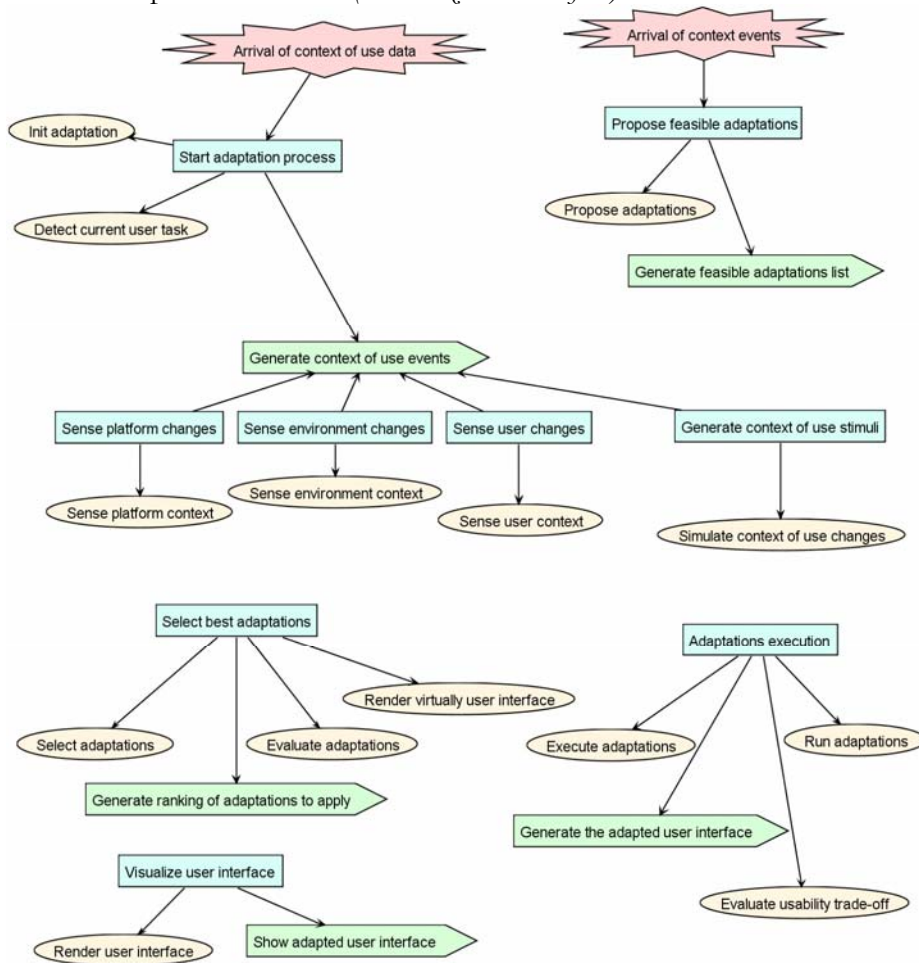 Arrival of context of use data
Arrival of context events
Init adaptation
Propose feasible adaptations
Start adaptation process
Propose adaptations
Detect current user task
Generate feasible adaptations list
Generate context of use events
Sense platform changes
Sense environment changes
Sense user changes
Generate context of use stimuli
Sense platform context
Sense environment context
Sense user context
Simulate context of use changes
Select best adaptations
Adaptations execution
Render virtually user interface
Select adaptations
Evaluate adaptations
Execute adaptations
Run adaptations
Generate ranking of adaptations to apply
Generate the adapted user interface
Visualize user interface
Evaluate usability trade-off
Render user interface
Show adapted user interface